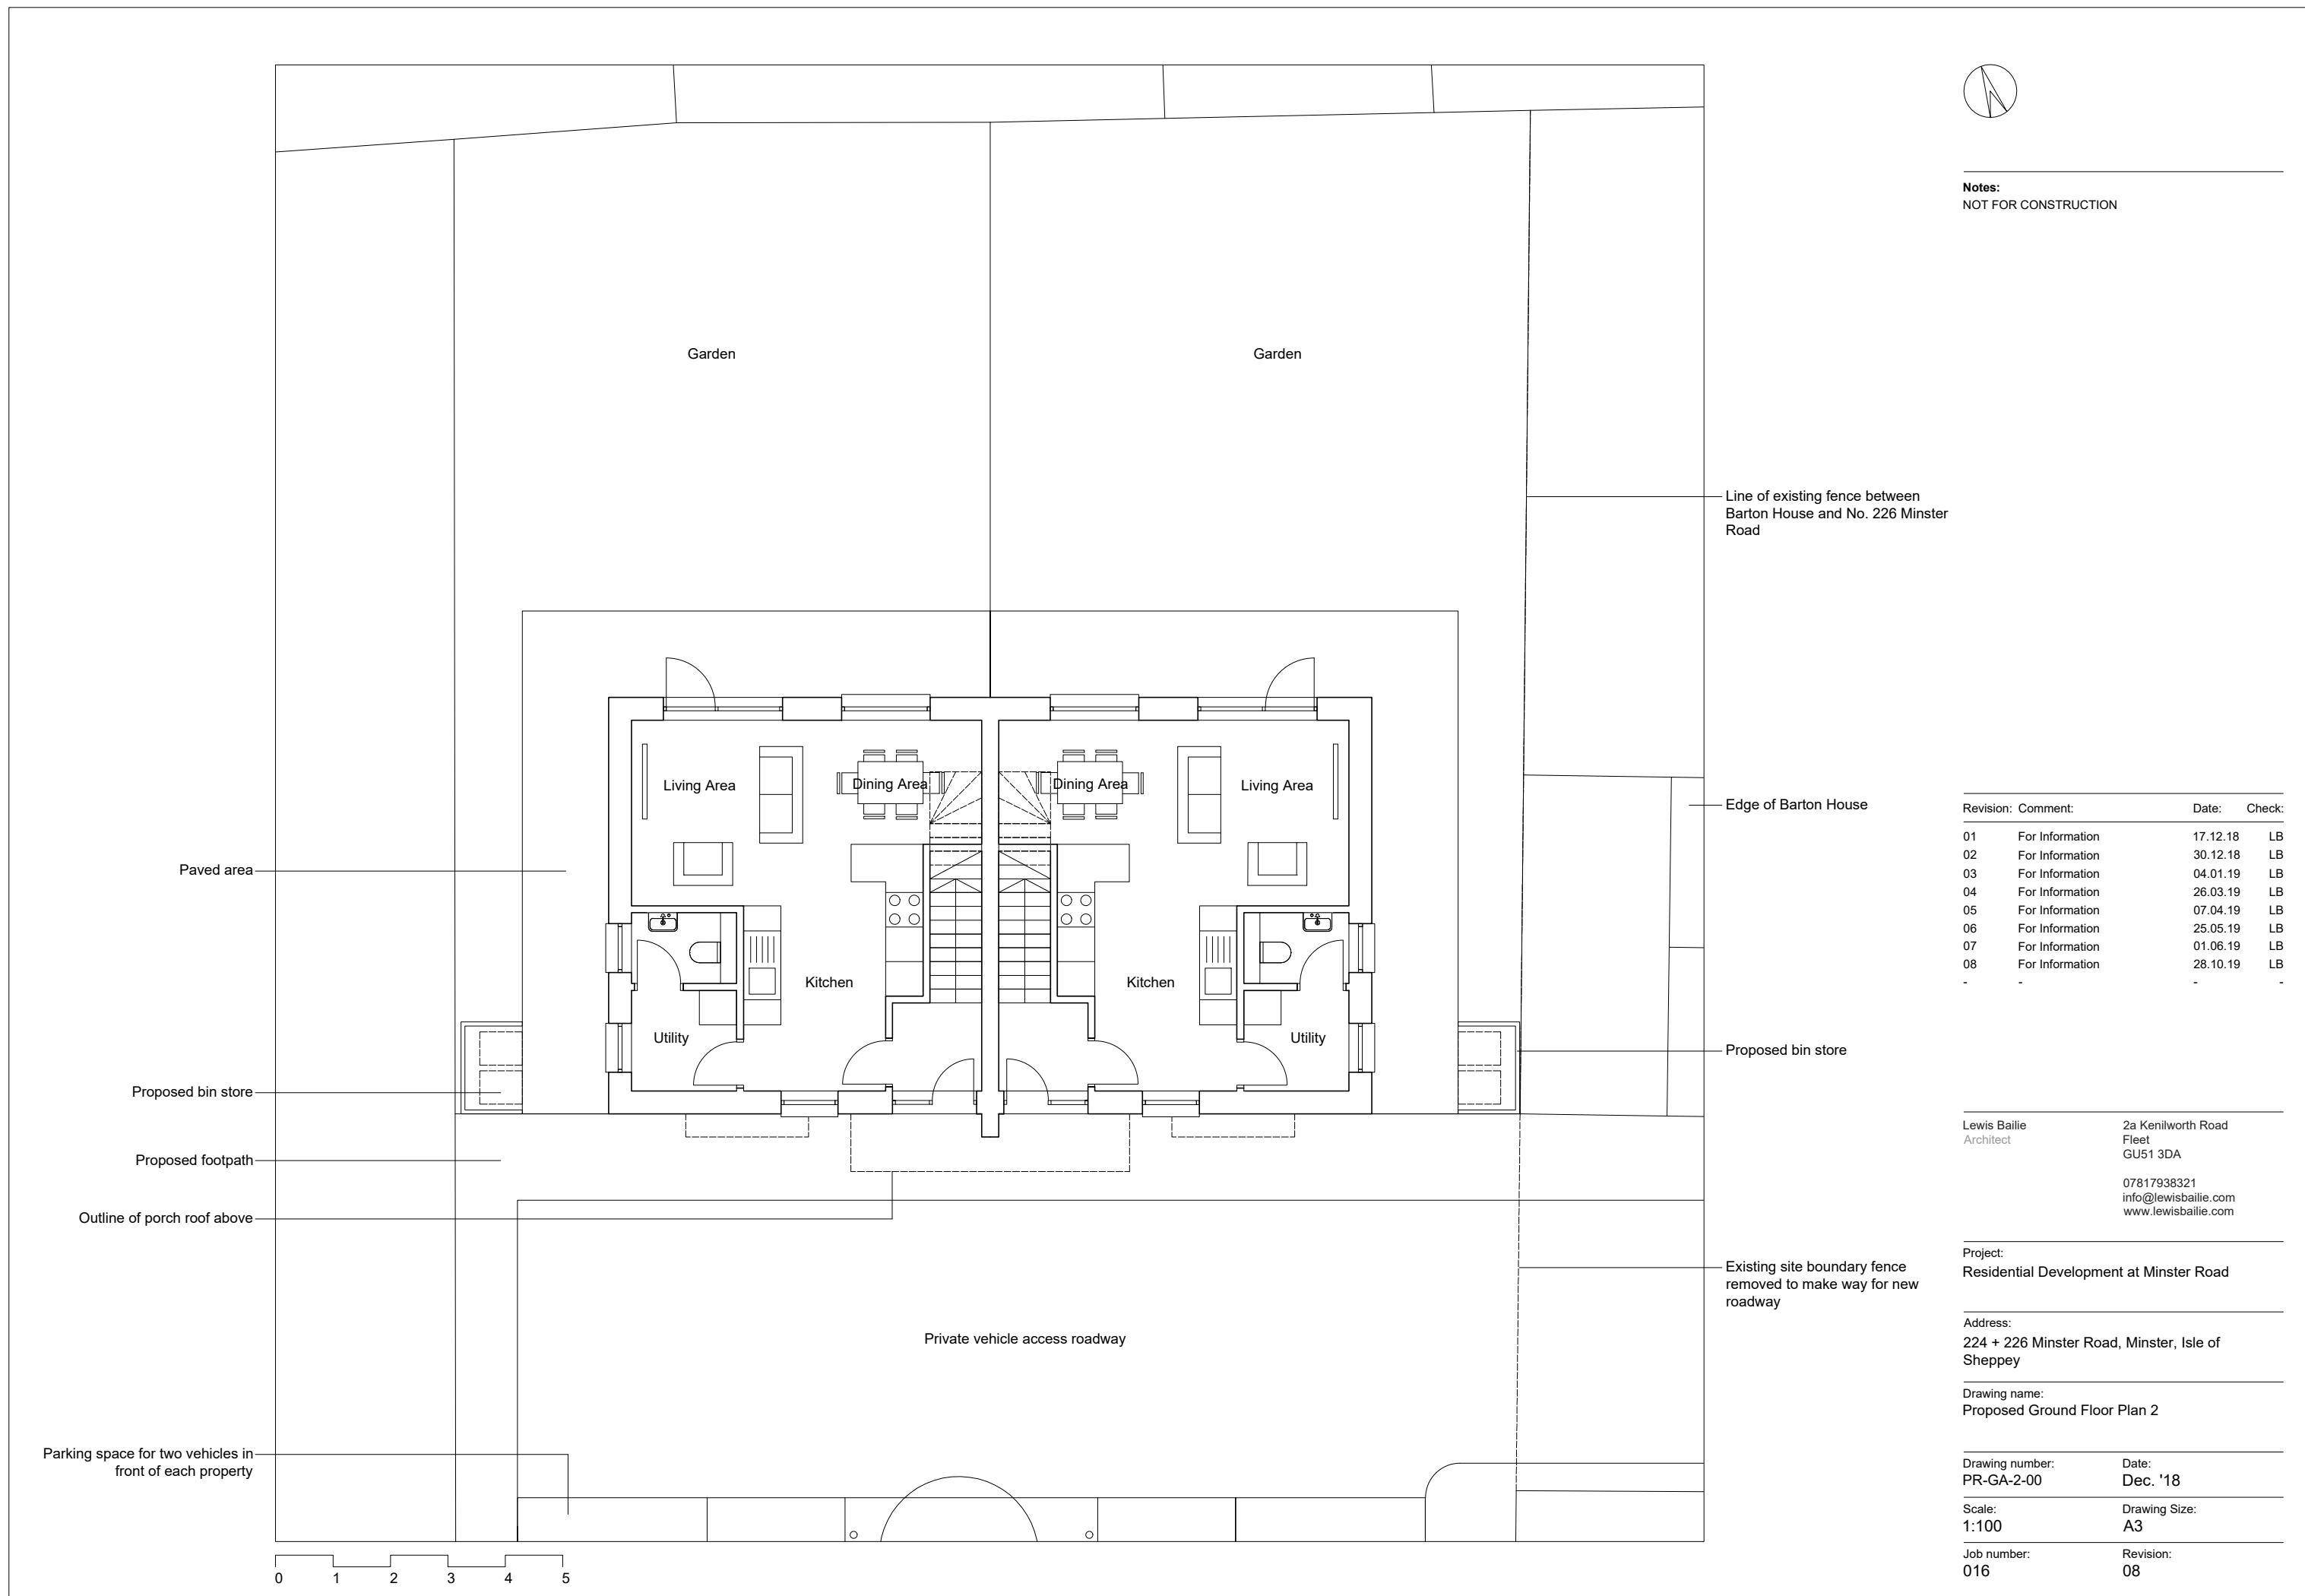 Garden
Garden
Living Area
Dining Area
Dining Area
Living Area
Kitchen
Kitchen
Utility
Utility
Private vehicle access roadway
Paved area
Proposed bin store
Proposed footpath
Outline of porch roof above
Parking space for two vehicles in
front of each property
0 1 2 3 4 5
Line of existing fence between
Barton House and No. 226 Minster
Road
Edge of Barton House
Proposed bin store
Existing site boundary fence
removed to make way for new
roadway
Notes:
NOT FOR CONSTRUCTION
Revision: Comment: Date: Check:
01 For Information 17.12.18 LB
02 For Information 30.12.18 LB
03 For Information 04.01.19 LB
04 For Information 26.03.19 LB
05 For Information 07.04.19 LB
06 For Information 25.05.19 LB
07 For Information 01.06.19 LB
08 For Information 28.10.19 LB
- - - -
Lewis Bailie 2a Kenilworth Road
Architect Fleet
GU51 3DA
07817938321
info@lewisbailie.com
www.lewisbailie.com
Project:
Residential Development at Minster Road
Address:
224 + 226 Minster Road, Minster, Isle of
Sheppey
Drawing name:
Proposed Ground Floor Plan 2
Drawing number: Date:
PR-GA-2-00 Dec. '18
Scale: Drawing Size:
1:100 A3
Job number: Revision:
016 08